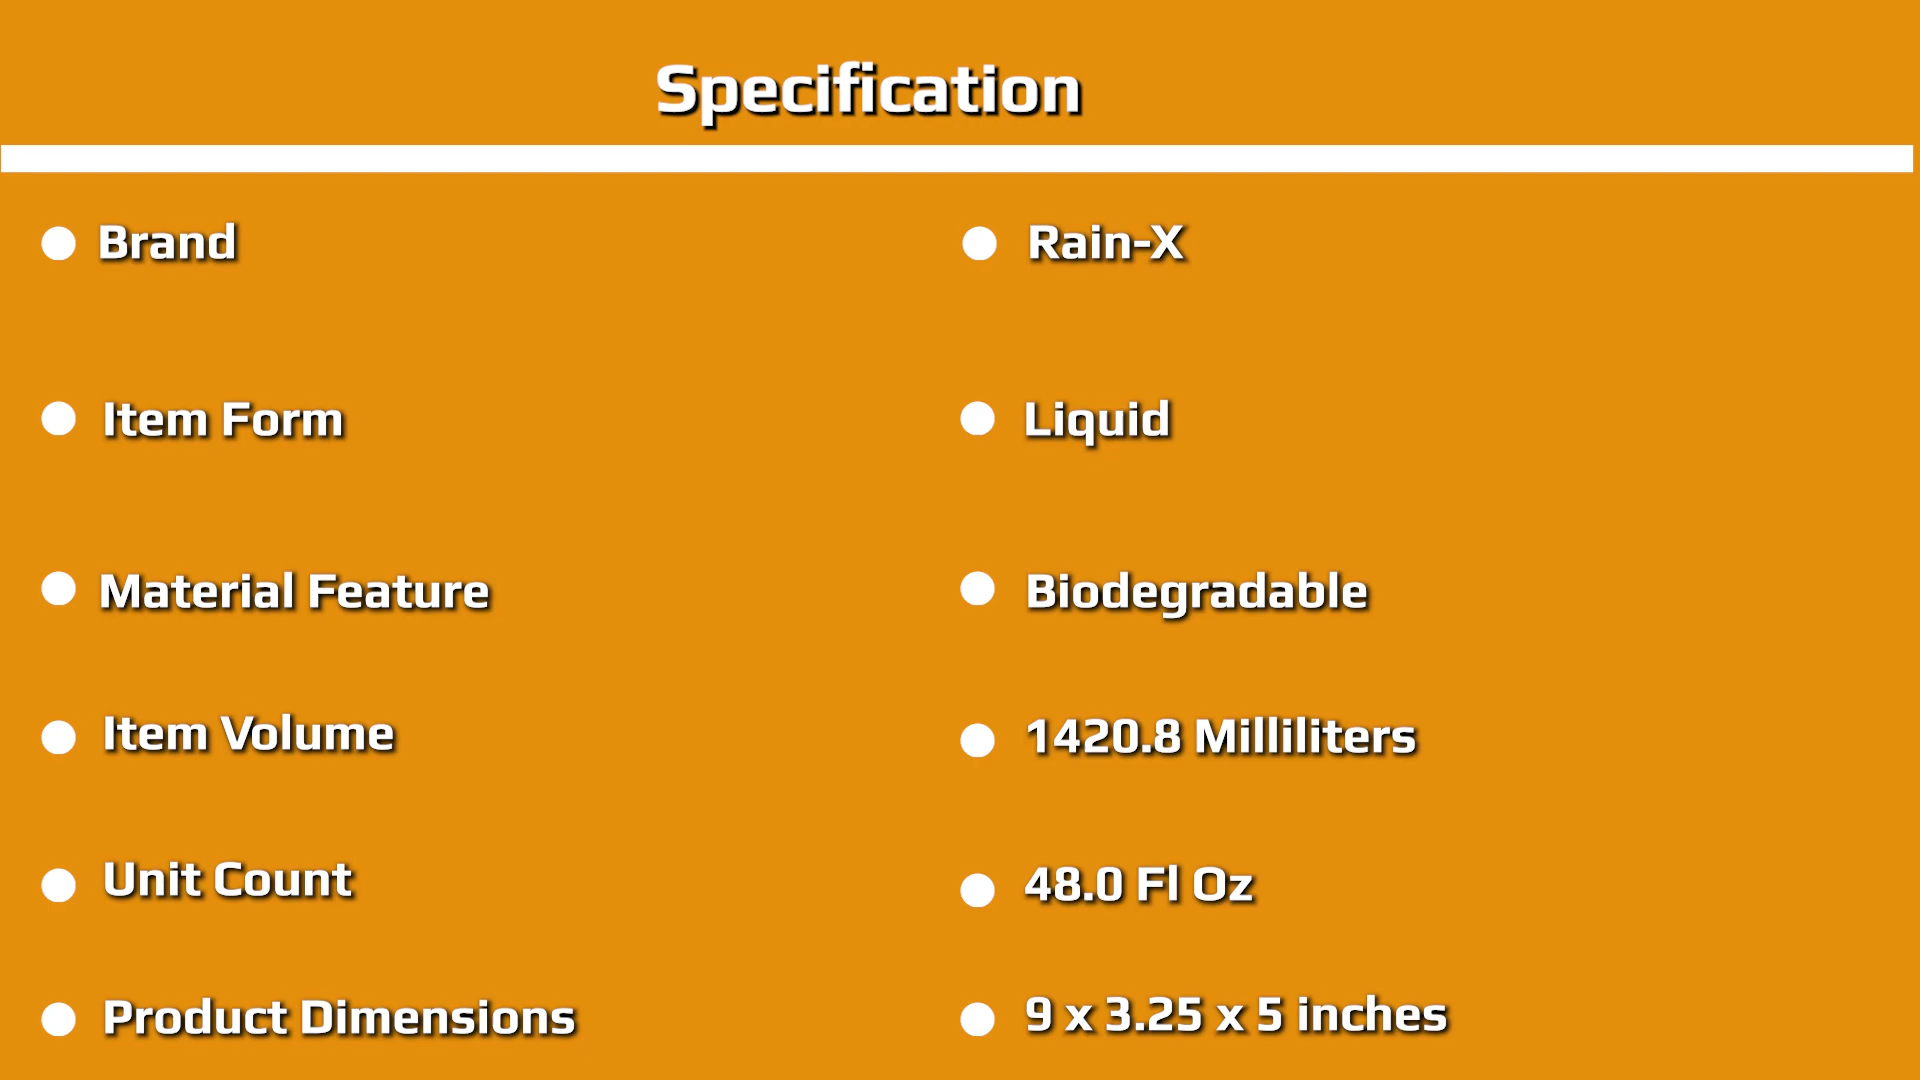 Specification
Brand
Rain-X
Item Form
Liquid
Material Feature
Biodegradable
Item Volume
1420.8 Milliliters
Unit Count
48.0 Fl Oz
Product Dimensions
9 x 3.25 x 5 inches